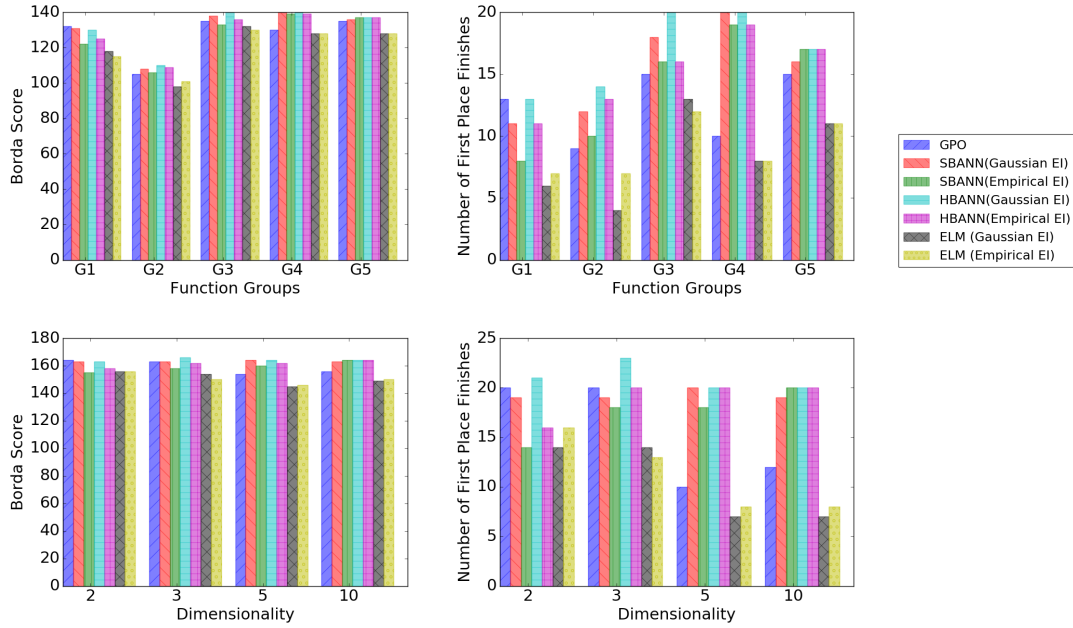 140
120
100
80
60
40
20
0
Borda Score
G1 G2 G3 G4 G5
Function Groups
20
15
10
5
0
Number of First Place Finishes
G1 G2 G3 G4 G5
Function Groups
GPO
SBANN(Gaussian EI)
SBANN(Empirical EI)
HBANN(Gaussian EI)
HBANN(Empirical EI)
ELM (Gaussian EI)
ELM (Empirical EI)
180
160
140
120
100
80
60
40
20
0
Borda Score
2 3 5 10
Dimensionality
25
20
15
10
5
0
Number of First Place Finishes
2 3 5 10
Dimensionality